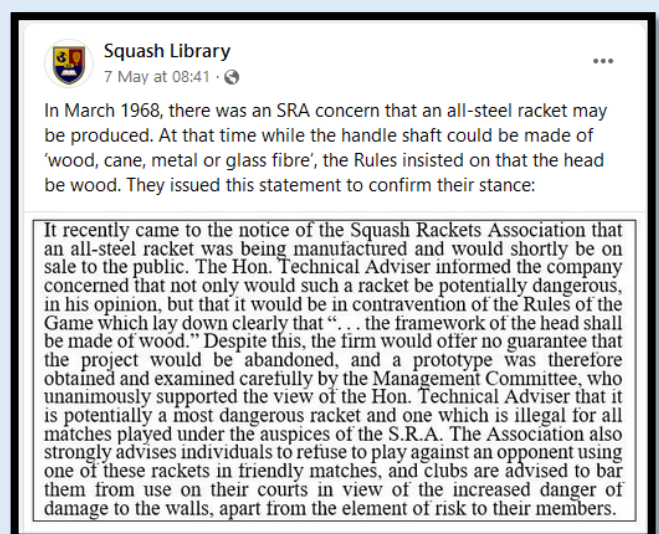 Squash Library
7 May at 08:41 ·
In March 1968, there was an SRA concern that an all-steel racket may
be produced. At that time while the handle shaft could be made of
‘wood, cane, metal or glass fibre’, the Rules insisted on that the head
be wood. They issued this statement to confirm their stance:
It recently came to the notice of the Squash Rackets Association that
an all-steel racket was being manufactured and would shortly be on
sale to the public. The Hon. Technical Adviser informed the company
concerned that not only would such a racket be potentially dangerous,
in his opinion, but that it would be in contravention of the Rules of the
Game which lay down clearly that “. . . the framework of the head shall
be made of wood.” Despite this, the firm would offer no guarantee that
the project would be abandoned, and a prototype was therefore
obtained and examined carefully by the Management Committee, who
unanimously supported the view of the Hon. Technical Adviser that it
is potentially a most dangerous racket and one which is illegal for all
matches played under the auspices of the S.R.A. The Association also
strongly advises individuals to refuse to play against an opponent using
one of these rackets in friendly matches, and clubs are advised to bar
them from use on their courts in view of the increased danger of
damage to the walls, apart from the element of risk to their members.